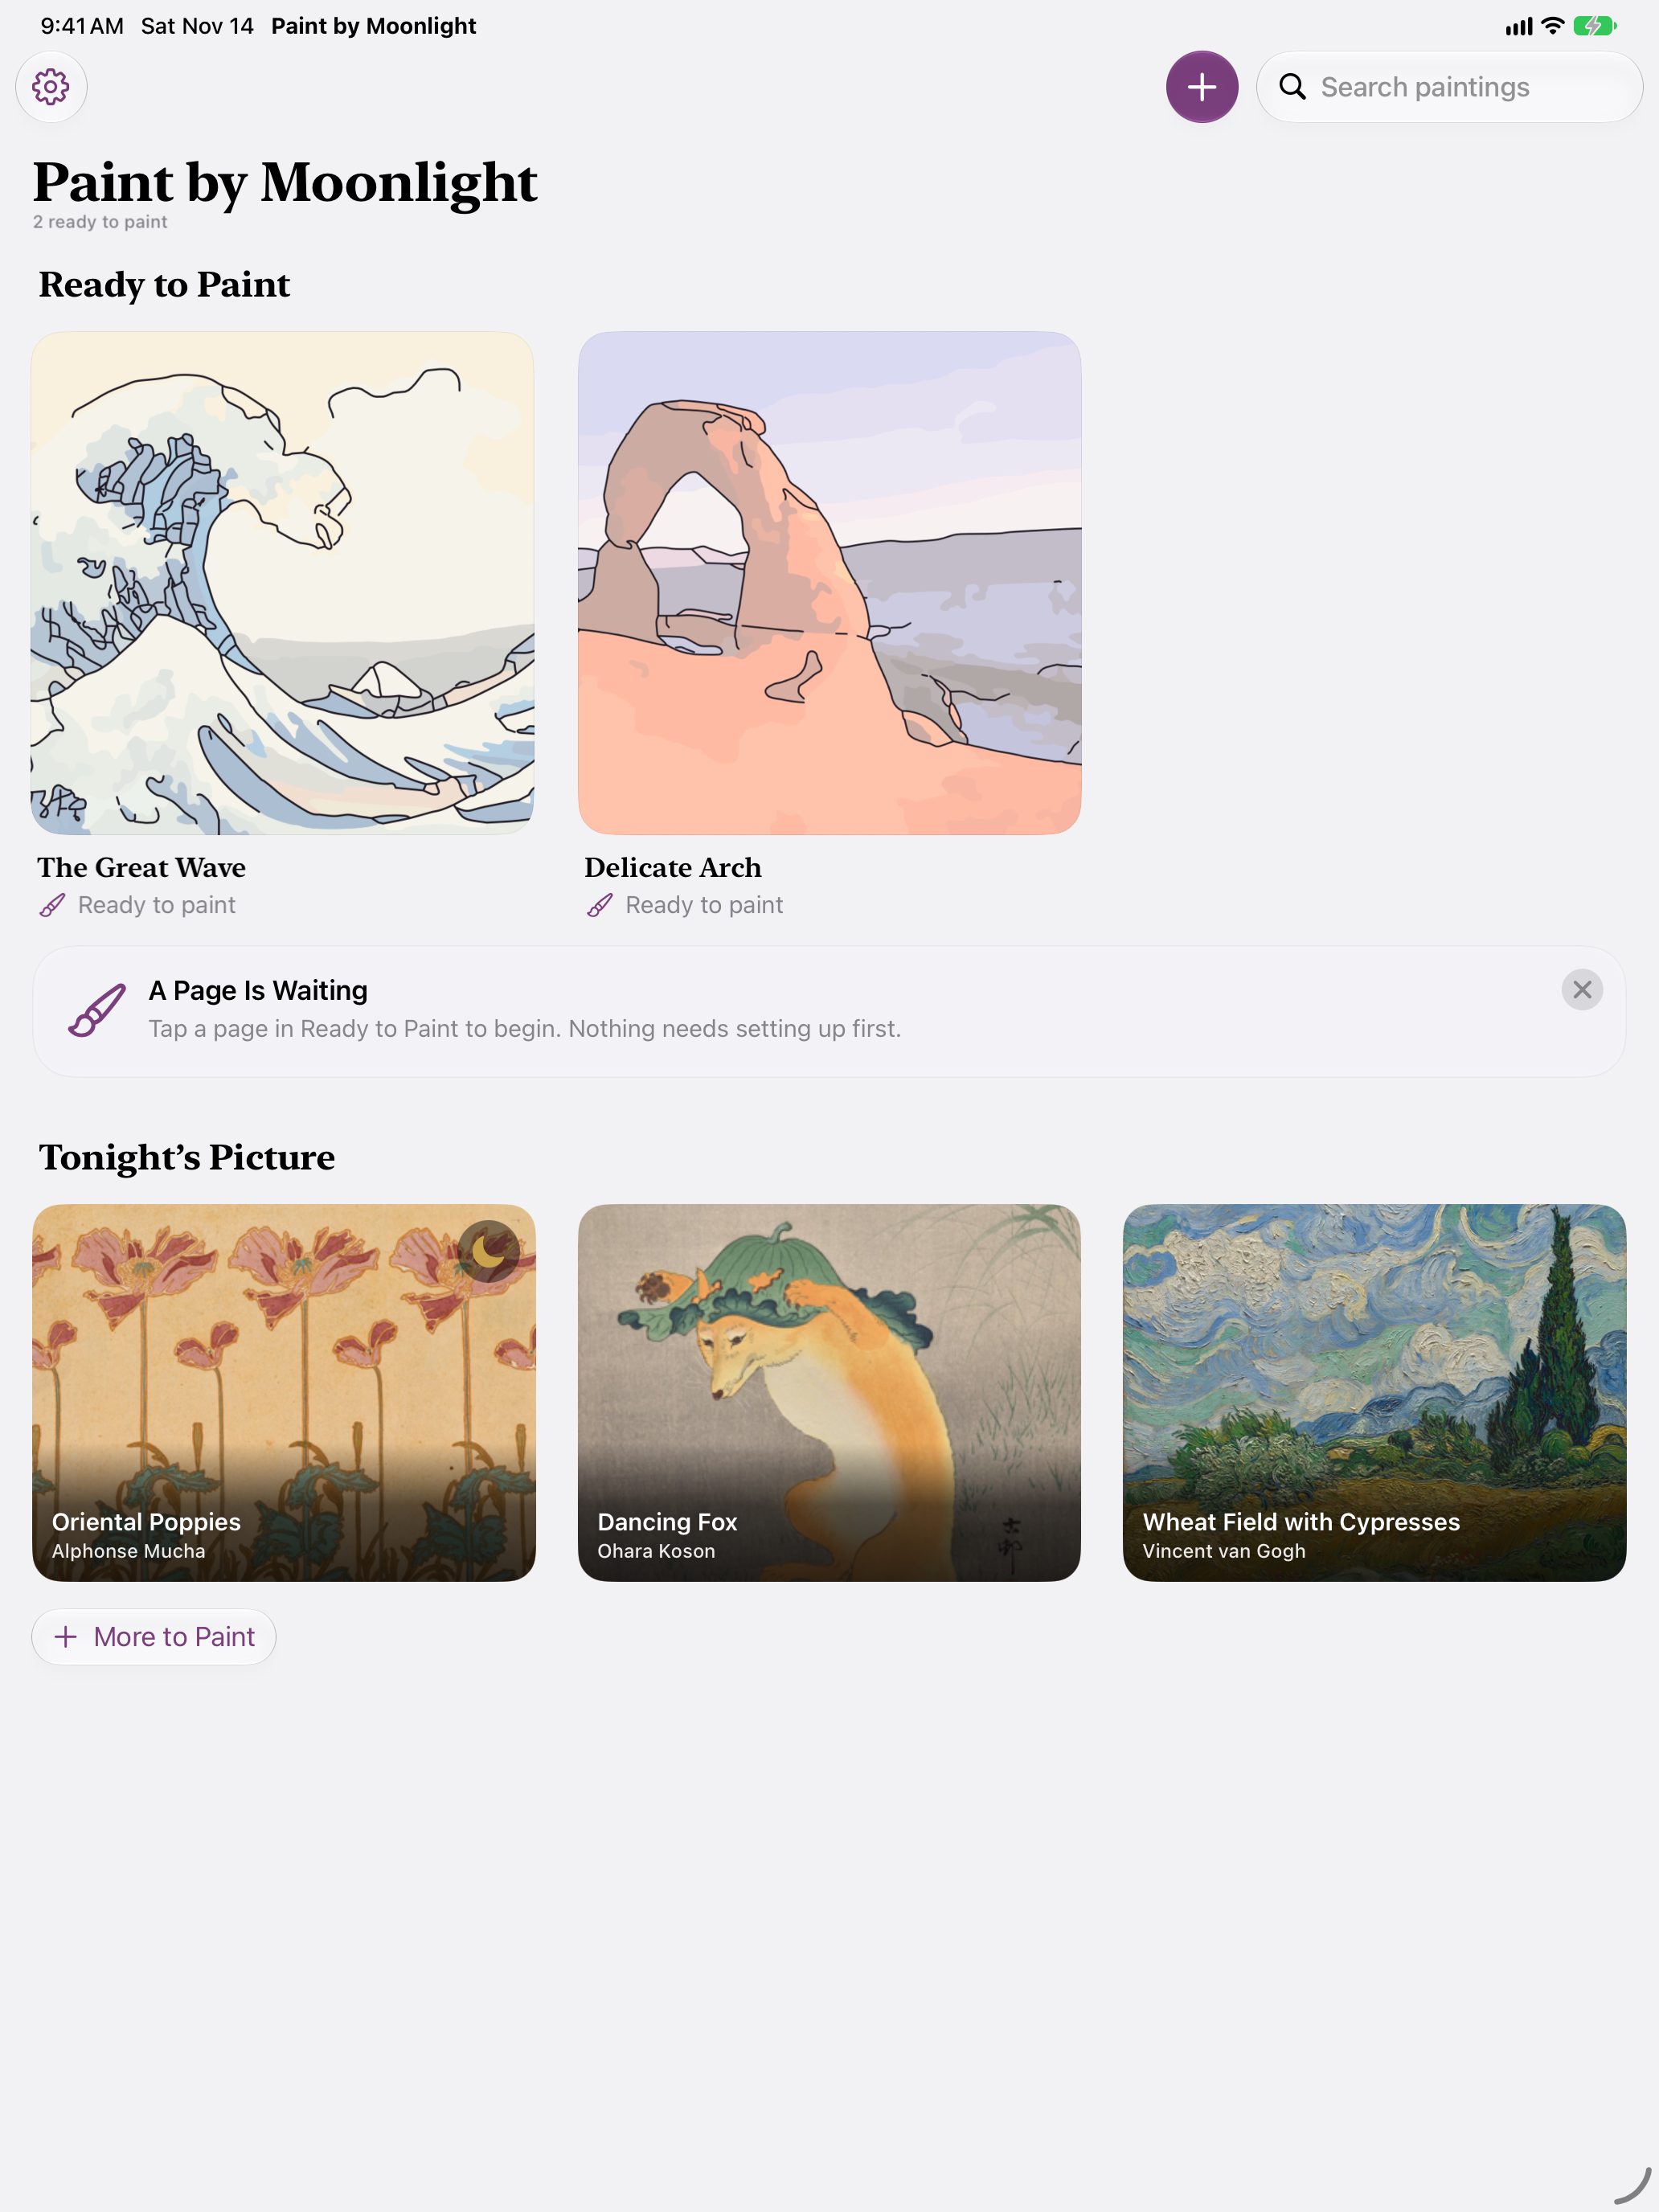 9:41 AM Sat Nov 14 Paint by Moonlight
Search paintings
Paint by Moonlight
2 ready to paint
Ready to Paint
The Great Wave
Ready to paint
Delicate Arch
Ready to paint
A Page Is Waiting
Tap a page in Ready to Paint to begin. Nothing needs setting up first.
Tonight’s Picture
Oriental Poppies
Alphonse Mucha
Dancing Fox
Ohara Koson
Wheat Field with Cypresses
Vincent van Gogh
More to Paint